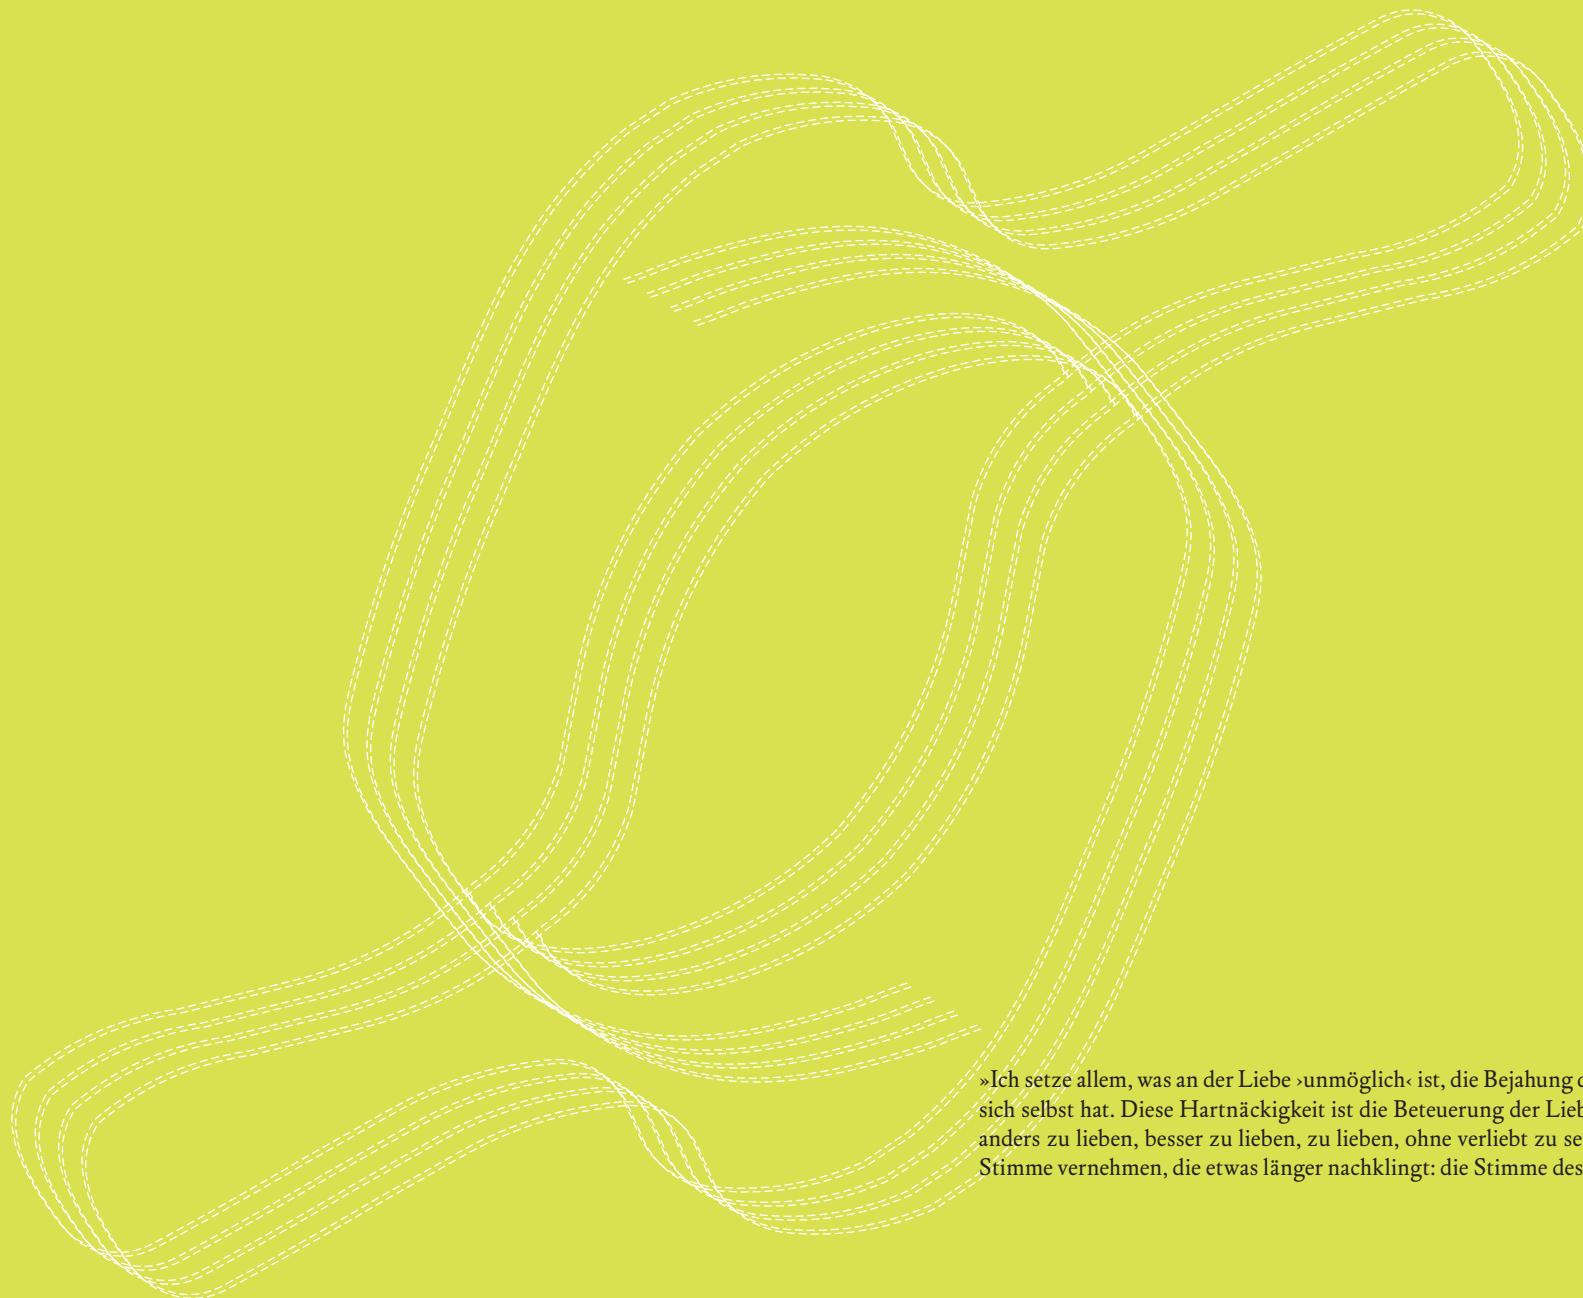 »Ich setze allem, was an der Liebe ›unmöglich‹ ist, die Bejahung
sich selbst hat. Diese Hartnäckigkeit ist die Beteuerung der
anders zu lieben, besser zu lieben, zu lieben, ohne verliebt zu
Stimme vernehmen, die etwas länger nachklingt: die Stimme des